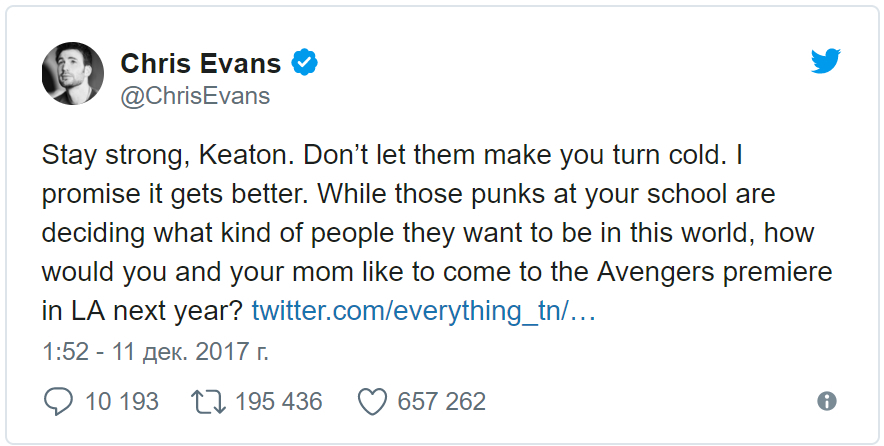 Chris Evans
@ChrisEvans
Stay strong, Keaton. Don’t let them make you turn cold. I
promise it gets better. While those punks at your school are
deciding what kind of people they want to be in this world, how
would you and your mom like to come to the Avengers premiere
in LA next year? twitter.com/everything_tn/…
1:52 - 11 дек. 2017 г.
10 193 195 436 657 262